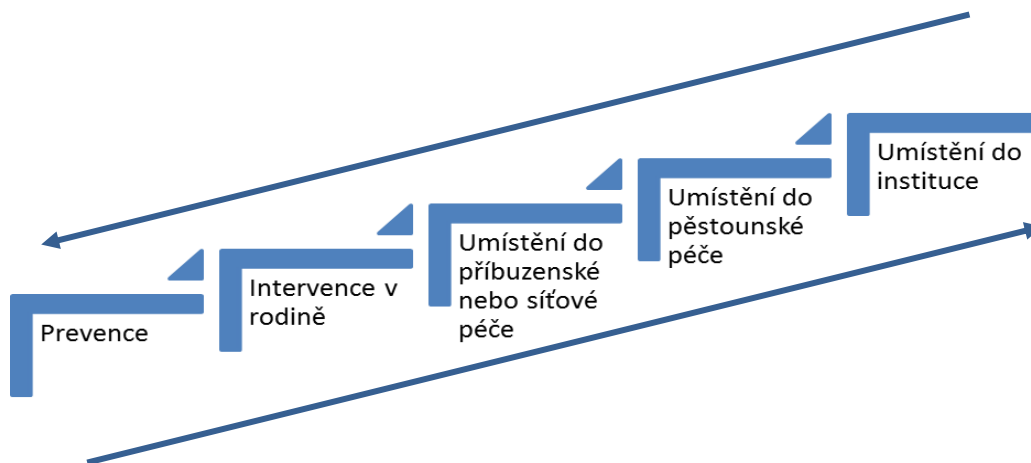 Prevence
Intervence v
rodině
Umístění do
příbuzenské
nebo síťové
péče
Umístění do
pěstounské
péče
Umístění do
instituce